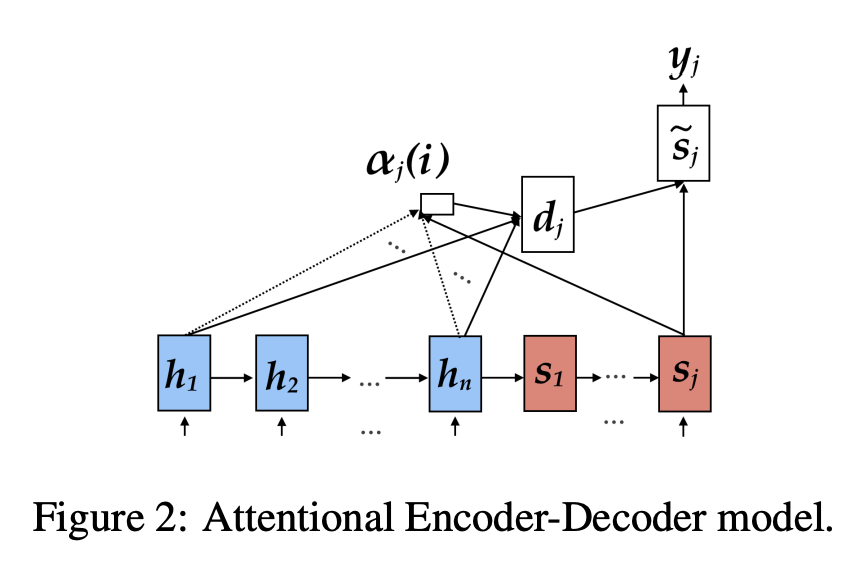 yⱼ
s̃ⱼ
αⱼ(i)
dⱼ
...
...
h₁ h₂ ... hₙ s₁ ... sⱼ
... ...
Figure 2: Attentional Encoder-Decoder model.